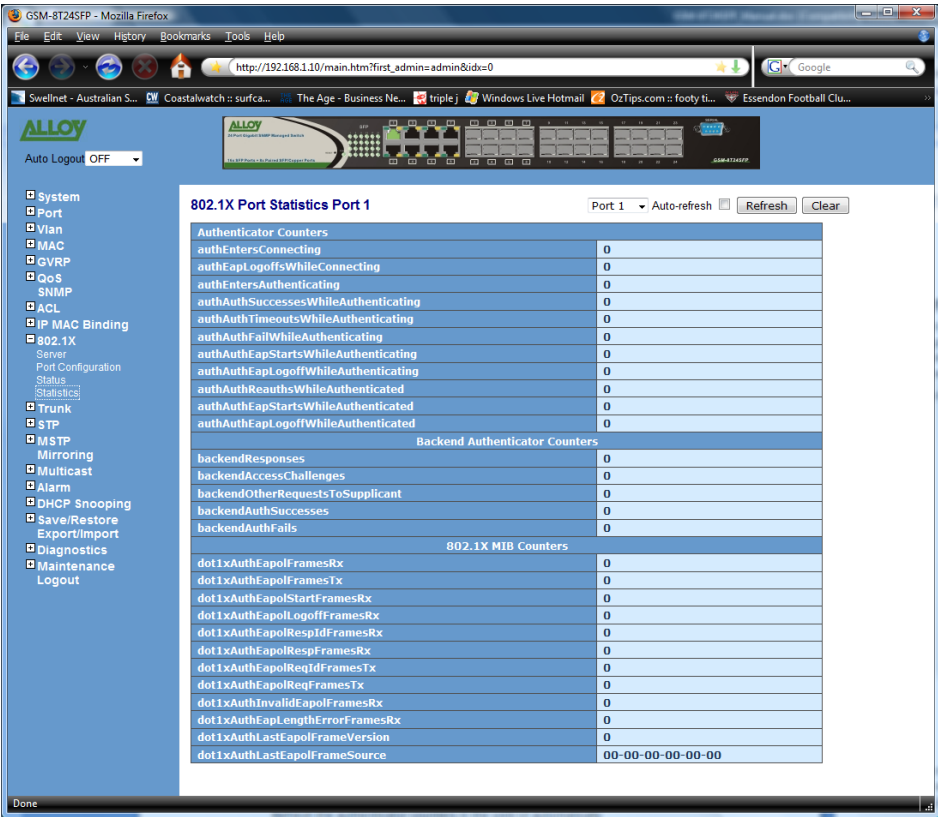 GSM-8T24SFP - Mozilla Firefox
File Edit View History Bookmarks Tools Help
http://192.168.1.10/main.htm?first_admin=admin&idx=0
Google
Swellnet - Australian S... Coastalwatch :: surfca... The Age - Business Ne... triple j Windows Live Hotmail OzTips.com :: footy ti... Essendon Football Clu...
ALLOY
Auto Logout OFF
ALLOY
SFP
GSM-8T24SFP
System
Port
Vlan
MAC
GVRP
QoS
SNMP
ACL
IP MAC Binding
802.1X
Server
Port Configuration
Status
Statistics
Trunk
STP
MSTP
Mirroring
Multicast
Alarm
DHCP Snooping
Save/Restore
Export/Import
Diagnostics
Maintenance
Logout
802.1X Port Statistics Port 1
Port 1 Auto-refresh Refresh Clear
Authenticator Counters
authEntersConnecting 0
authEapLogoffsWhileConnecting 0
authEntersAuthenticating 0
authAuthSuccessesWhileAuthenticating 0
authAuthTimeoutsWhileAuthenticating 0
authAuthFailWhileAuthenticating 0
authAuthEapStartsWhileAuthenticating 0
authAuthEapLogoffWhileAuthenticating 0
authAuthReauthsWhileAuthenticated 0
authAuthEapStartsWhileAuthenticated 0
authAuthEapLogoffWhileAuthenticated 0
Backend Authenticator Counters
backendResponses 0
backendAccessChallenges 0
backendOtherRequestsToSupplicant 0
backendAuthSuccesses 0
backendAuthFails 0
802.1X MIB Counters
dot1xAuthEapolFramesRx 0
dot1xAuthEapolFramesTx 0
dot1xAuthEapolStartFramesRx 0
dot1xAuthEapolLogoffFramesRx 0
dot1xAuthEapolRespIdFramesRx 0
dot1xAuthEapolRespFramesRx 0
dot1xAuthEapolReqIdFramesTx 0
dot1xAuthEapolReqFramesTx 0
dot1xAuthInvalidEapolFramesRx 0
dot1xAuthEapLengthErrorFramesRx 0
dot1xAuthLastEapolFrameVersion 0
dot1xAuthLastEapolFrameSource 00-00-00-00-00-00
Done